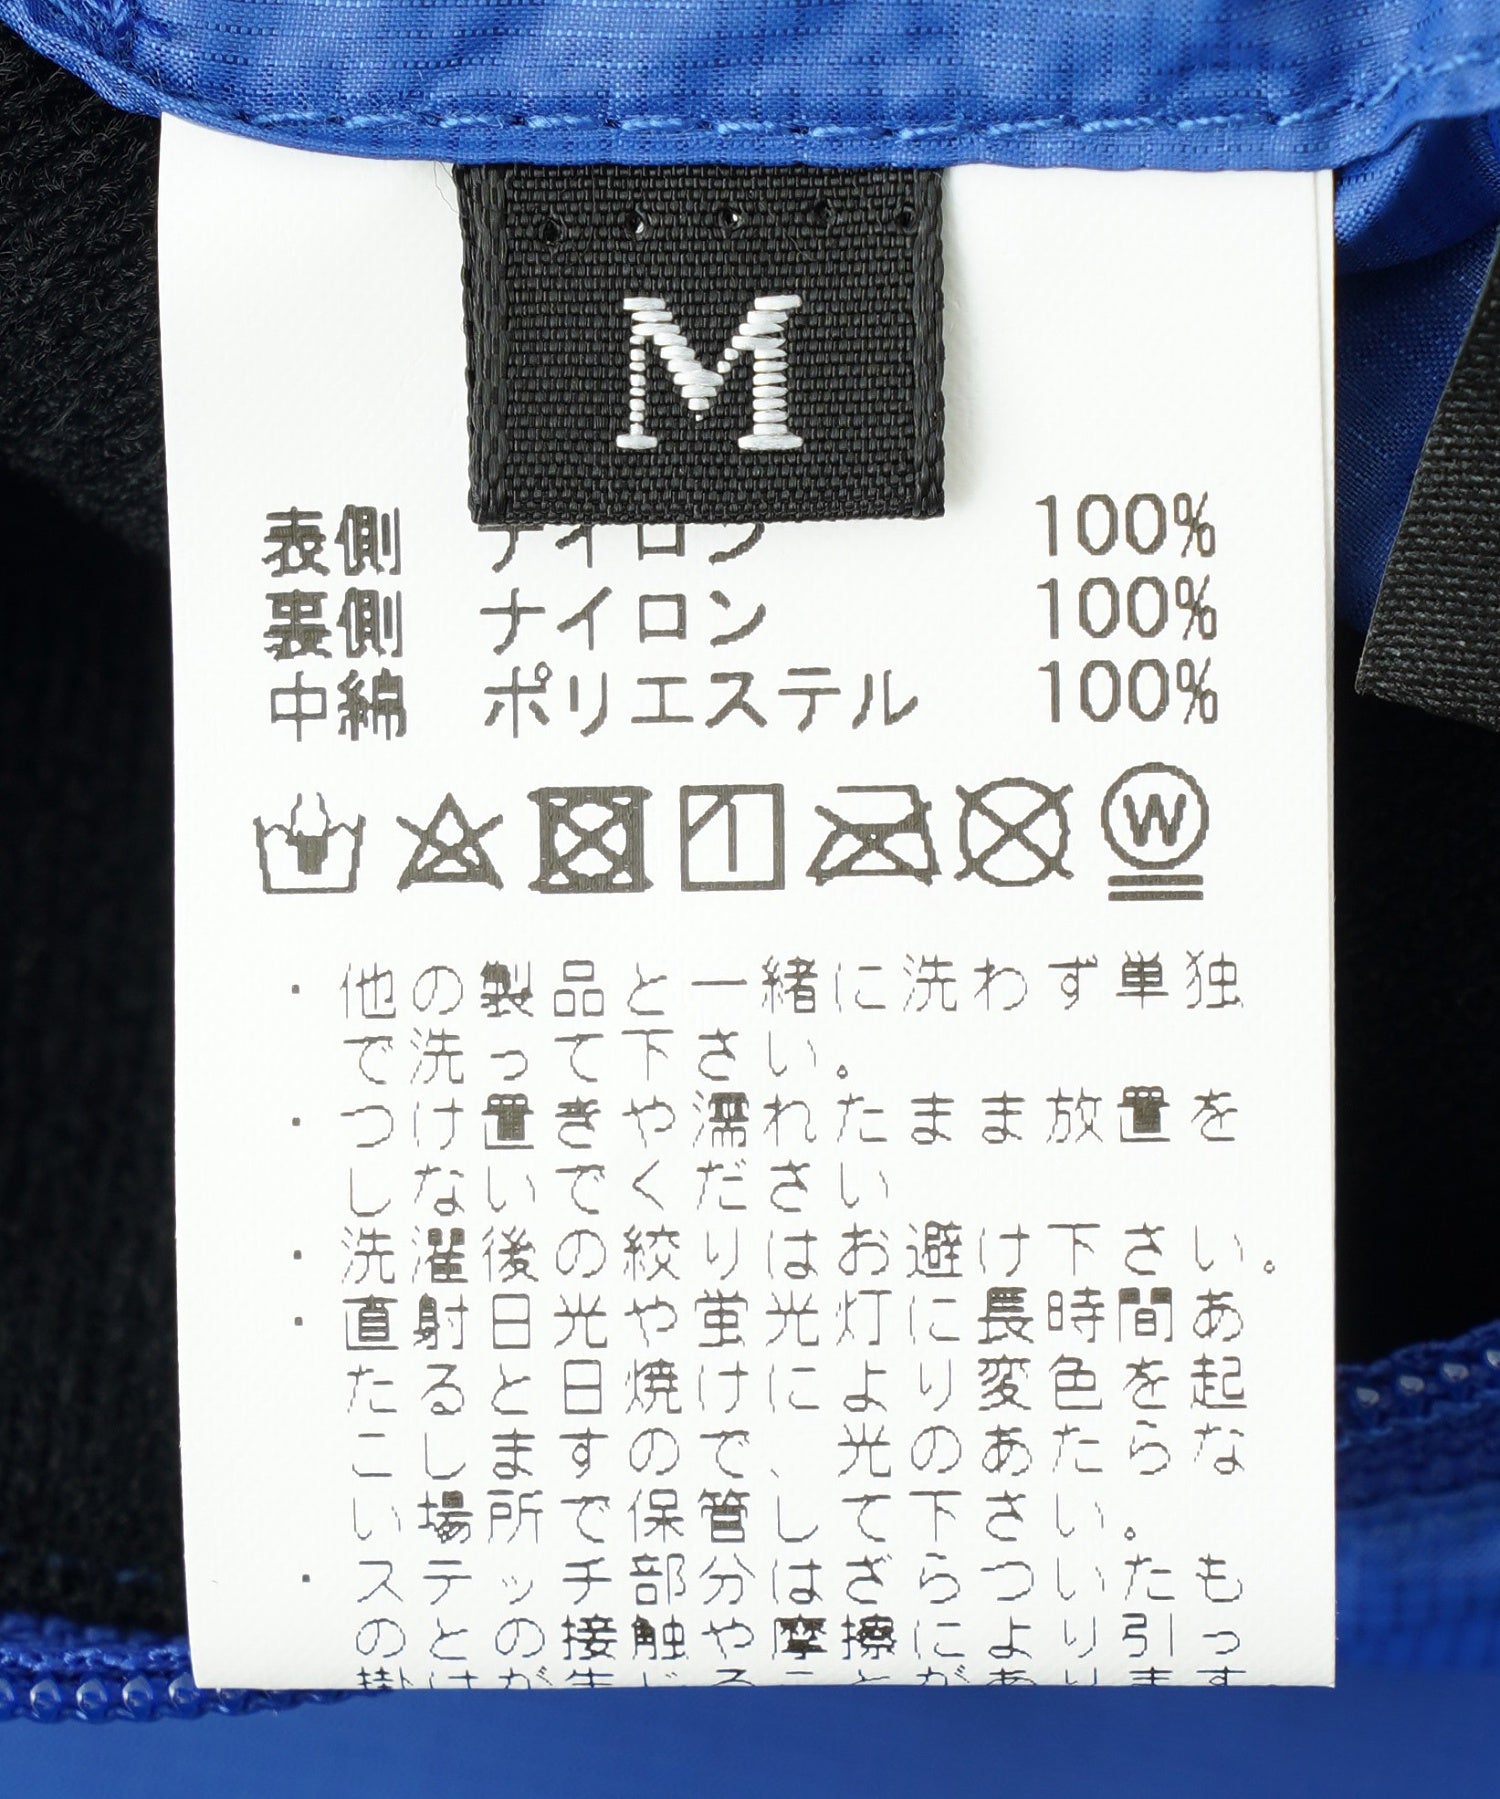 M
表側 ナイロン 100%
裏側 ナイロン 100%
中綿 ポリエステル 100%
W
・他の製品と一緒に洗わず単独
で洗って下さい。
・つけ置きや濡れたまま放置を
しないでください
・洗濯後の絞りはお避け下さい。
・直射日光や蛍光灯に長時間あ
たると日焼けにより変色を起
こしますので、光のあたらな
い場所で保管して下さい。
・ステッチ部分はざらついたも
のとの接触や摩擦により引っ